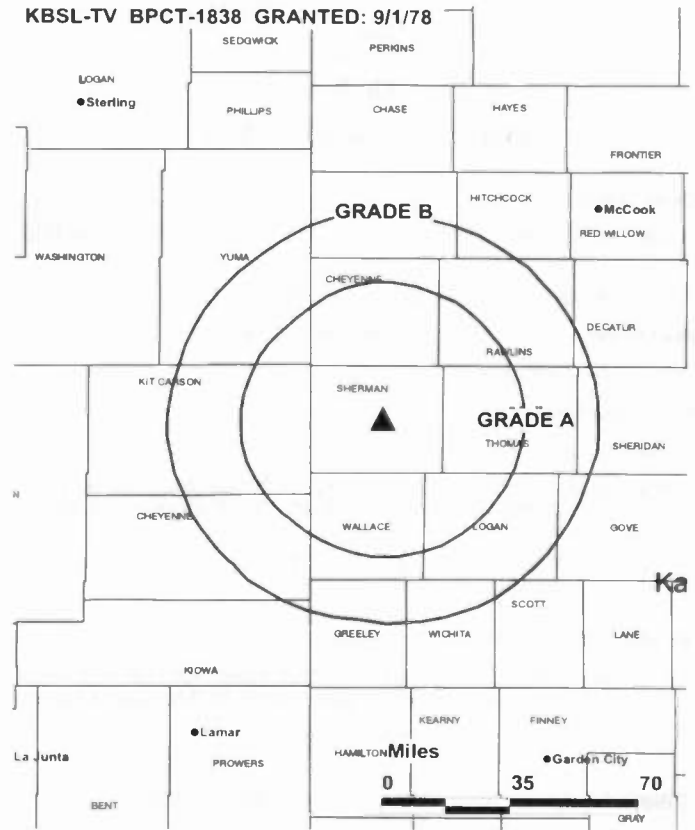 KBSL-TV BPCT-1838 GRANTED: 9/1/78
SEDGWICK
PERKINS
LOGAN
Sterling
PHILLIPS
CHASE
HAYES
FRONTIER
HITCHCOCK
GRADE B
McCook
RED WILLOW
WASHINGTON
YUMA
CHEYENNE
DECATUR
RAWLINS
KIT CARSON
SHERMAN
GRADE A
THOMAS
SHERIDAN
N
CHEYENNE
WALLACE
LOGAN
GOVE
Ka
SCOTT
GREELEY
WICHITA
LANE
KIOWA
KEARNY
FINNEY
Lamar
La Junta
PROWERS
HAMILTON
Miles
Garden City
0 35 70
BENT
GRAY